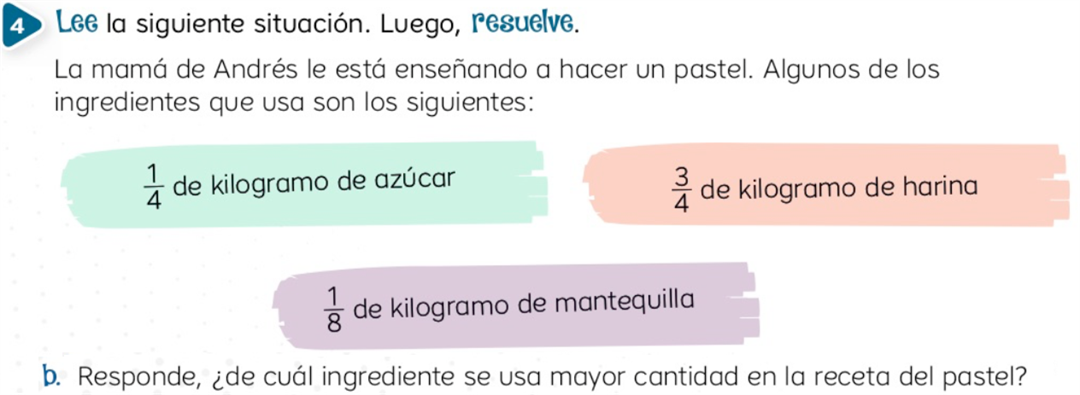 4 Lee la siguiente situación. Luego, resuelve.
La mamá de Andrés le está enseñando a hacer un pastel. Algunos de los
ingredientes que usa son los siguientes:
1/4 de kilogramo de azúcar
3/4 de kilogramo de harina
1/8 de kilogramo de mantequilla
b. Responde, ¿de cuál ingrediente se usa mayor cantidad en la receta del pastel?